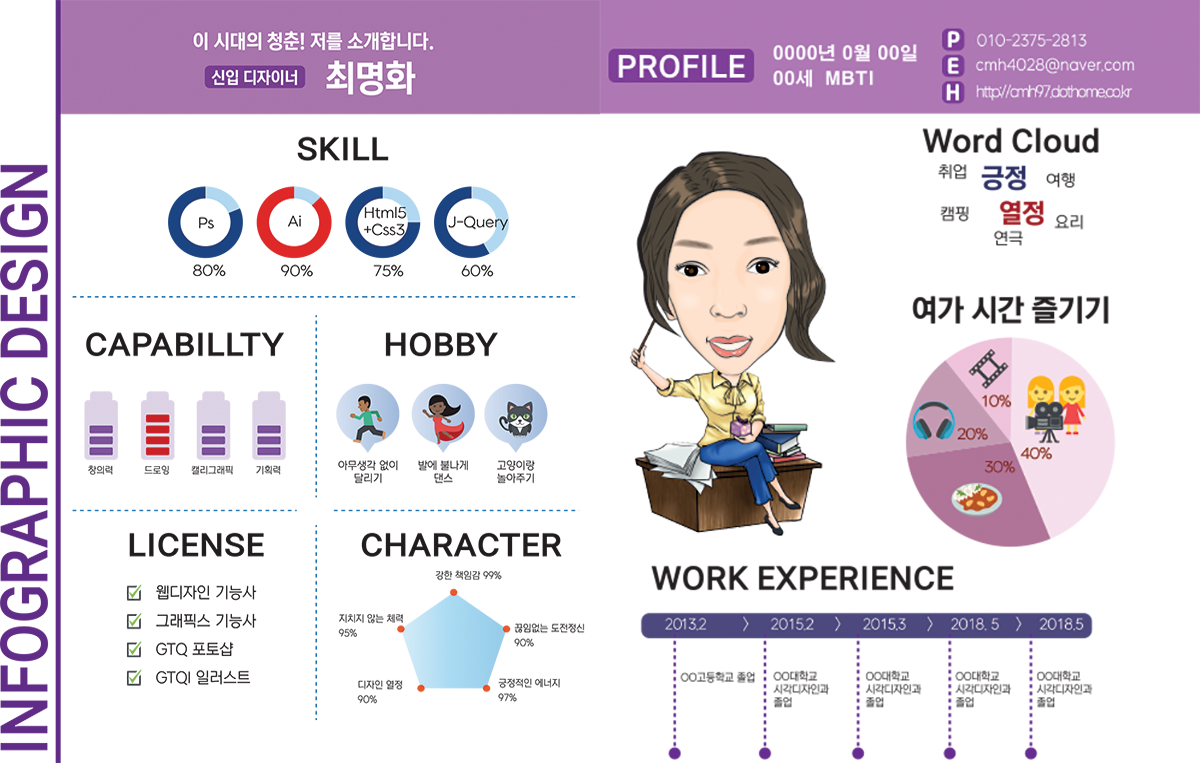 INFOGRAPHIC DESIGN
이 시대의 청춘! 저를 소개합니다.
신입 디자이너 최명화
PROFILE
0000년 0월 00일
00세 MBTI
P 010-2375-2813
E cmh4028@naver.com
H http://cmh97.dothome.co.kr
SKILL
Ps
Ai
Html5
+Css3
J-Query
80%
90%
75%
60%
CAPABILLTY
창의력
드로잉
캘리그래픽
기획력
HOBBY
아무생각 없이
달리기
발에 불나게
댄스
고양이랑
놀아주기
LICENSE
웹디자인 기능사
그래픽스 기능사
GTQ 포토샵
GTQI 일러스트
CHARACTER
강한 책임감 99%
지치지 않는 체력
95%
끊임없는 도전정신
90%
디자인 열정
90%
긍정적인 에너지
97%
Word Cloud
취업 긍정 여행
캠핑 열정 요리
연극
여가 시간 즐기기
10%
20%
30%
40%
WORK EXPERIENCE
2013.2 > 2015.2 > 2015.3 > 2018. 5 > 2018.5
OO고등학교 졸업
OO대학교
시각디자인과
졸업
OO대학교
시각디자인과
졸업
OO대학교
시각디자인과
졸업
OO대학교
시각디자인과
졸업